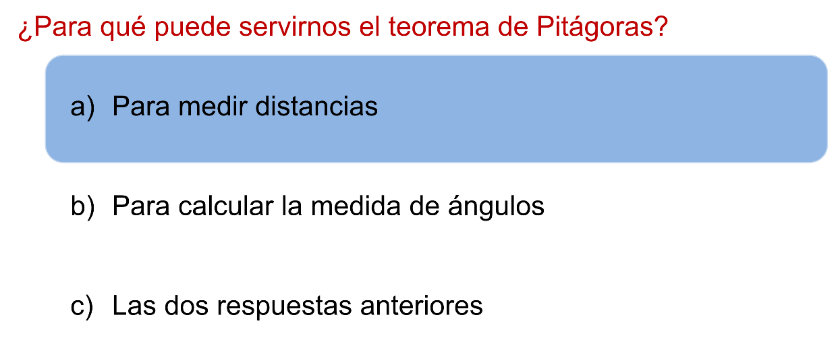 ¿Para qué puede servirnos el teorema de Pitágoras?
a) Para medir distancias
b) Para calcular la medida de ángulos
c) Las dos respuestas anteriores